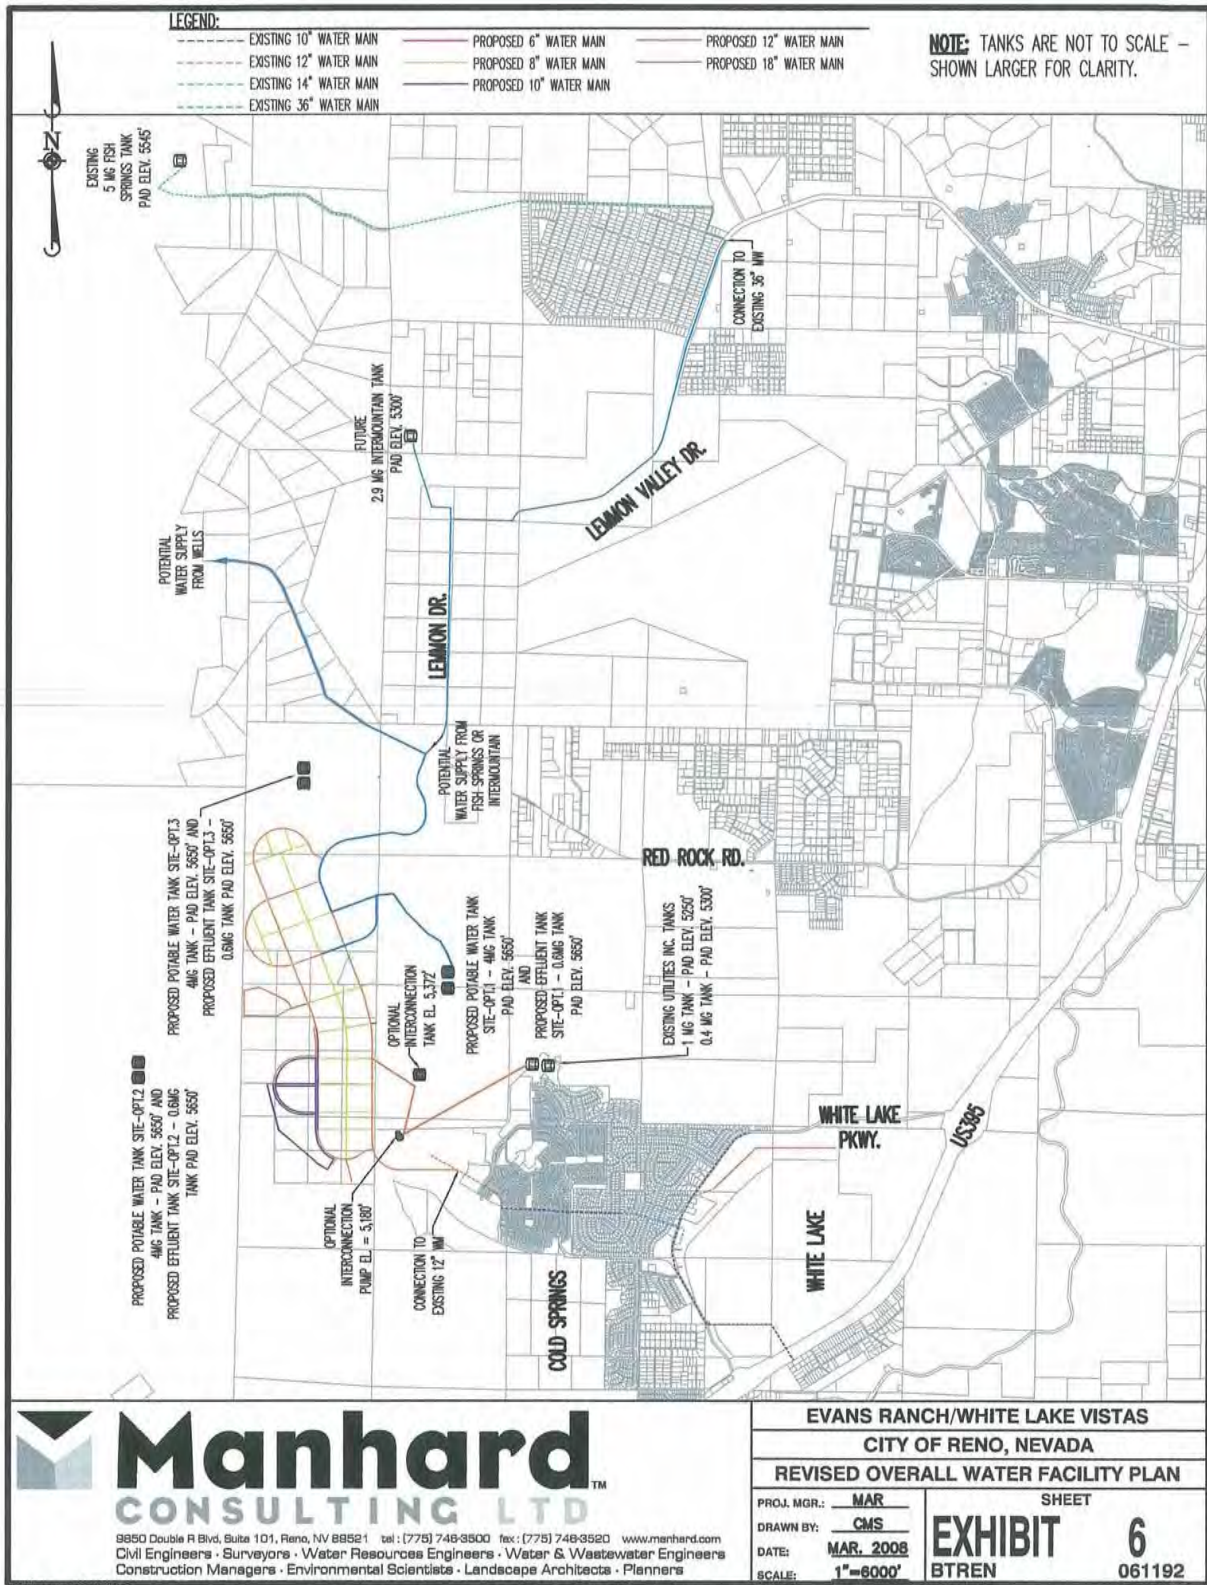 LEGEND:
EXISTING 10" WATER MAIN
EXISTING 12" WATER MAIN
EXISTING 14" WATER MAIN
EXISTING 36" WATER MAIN
PROPOSED 6" WATER MAIN
PROPOSED 8" WATER MAIN
PROPOSED 10" WATER MAIN
PROPOSED 12" WATER MAIN
PROPOSED 18" WATER MAIN
NOTE: TANKS ARE NOT TO SCALE -
SHOWN LARGER FOR CLARITY.
N
EXISTING
5 MG FISH
SPRINGS TANK
PAD ELEV. 5545'
CONNECTION TO
EXISTING 36" MW
FUTURE
2.9 MG INTERMOUNTAIN TANK
PAD ELEV. 5300'
LEMMON VALLEY DR.
POTENTIAL
WATER SUPPLY
FROM WELLS
LEMMON DR.
POTENTIAL
WATER SUPPLY FROM
FISH SPRINGS OR
INTERMOUNTAIN
PROPOSED POTABLE WATER TANK SITE-OPT.3
4MG TANK - PAD ELEV. 5650' AND
PROPOSED EFFLUENT TANK SITE-OPT.3 -
0.6MG TANK PAD ELEV. 5650'
RED ROCK RD.
PROPOSED POTABLE WATER TANK
SITE-OPT.1 - 4MG TANK
PAD ELEV. 5650'
AND
PROPOSED EFFLUENT TANK
SITE-OPT.1 - 0.6MG TANK
PAD ELEV. 5650'
EXISTING UTILITIES INC. TANKS
1 MG TANK - PAD ELEV. 5250'
0.4 MG TANK - PAD ELEV. 5300'
OPTIONAL
INTERCONNECTION
TANK EL. 5,372'
PROPOSED POTABLE WATER TANK SITE-OPT.2
4MG TANK - PAD ELEV. 5650' AND
PROPOSED EFFLUENT TANK SITE-OPT.2 - 0.6MG
TANK PAD ELEV. 5650'
OPTIONAL
INTERCONNECTION
PUMP EL = 5,180'
CONNECTION TO
EXISTING 12" WM
WHITE LAKE
PKWY.
US395
WHITE LAKE
COLD SPRINGS
Manhard™
CONSULTING LTD
9850 Double R Blvd, Suite 101, Reno, NV 89521 tel: (775) 746-3500 fax: (775) 746-3520 www.manhard.com
Civil Engineers · Surveyors · Water Resources Engineers · Water & Wastewater Engineers
Construction Managers · Environmental Scientists · Landscape Architects · Planners
EVANS RANCH/WHITE LAKE VISTAS
CITY OF RENO, NEVADA
REVISED OVERALL WATER FACILITY PLAN
PROJ. MGR.: MAR
DRAWN BY: CMS
DATE: MAR. 2008
SCALE: 1"=6000'
SHEET
EXHIBIT 6
BTREN 061192